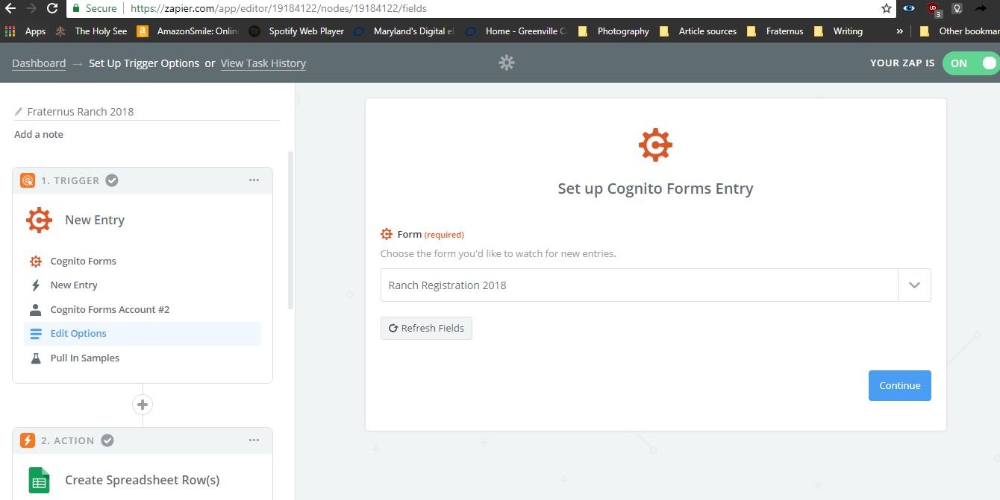 Secure https://zapier.com/app/editor/19184122/nodes/19184122/fields
UD 3
Apps The Holy See a AmazonSmile: Onlin Spotify Web Player Maryland's Digital el Home - Greenville C Photography Article sources Fraternus Writing » Other bookmar
Dashboard → Set Up Trigger Options or View Task History
YOUR ZAP IS ON
Fraternus Ranch 2018
Add a note
1. TRIGGER
New Entry
Cognito Forms
New Entry
Cognito Forms Account #2
Edit Options
Pull In Samples
2. ACTION
Create Spreadsheet Row(s)
Set up Cognito Forms Entry
Form (required)
Choose the form you'd like to watch for new entries.
Ranch Registration 2018
Refresh Fields
Continue